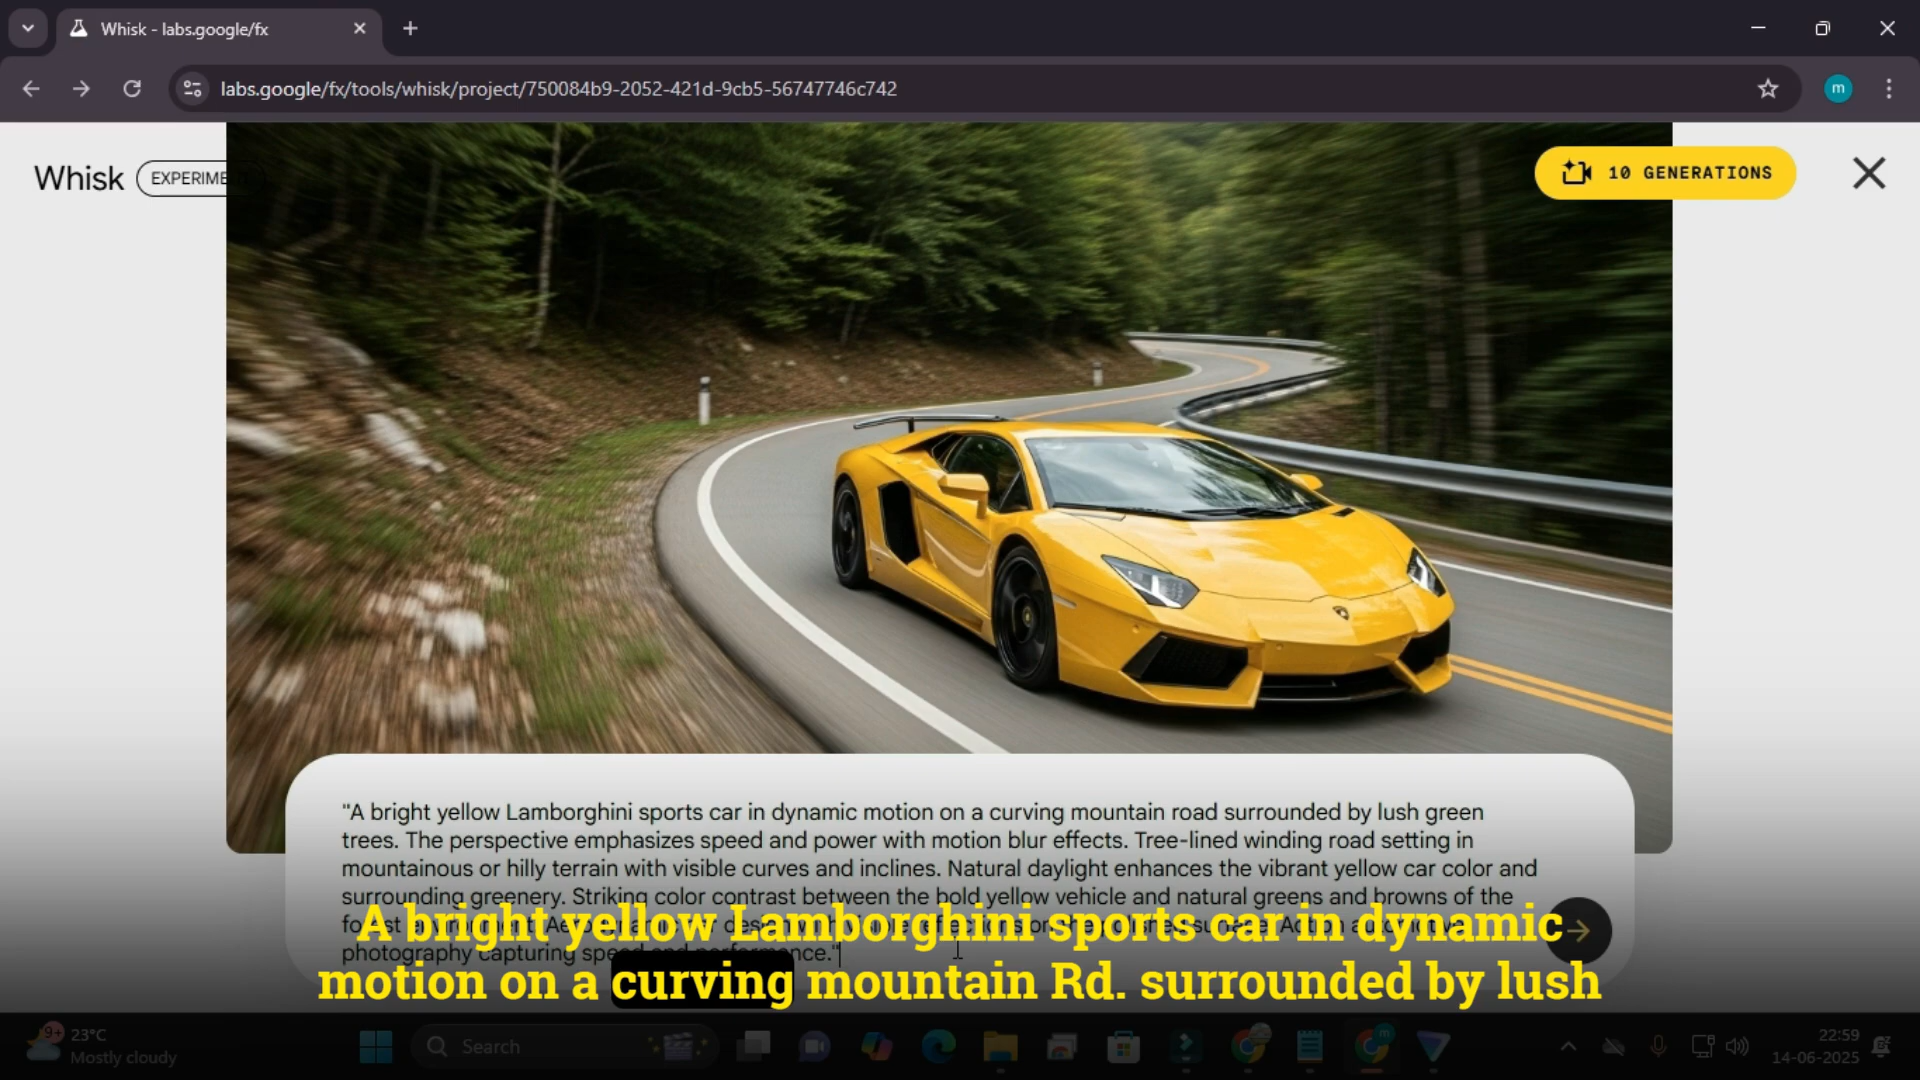 Whisk - labs.google/fx
labs.google/fx/tools/whisk/project/750084b9-2052-421d-9cb5-56747746c742
Whisk
EXPERIME
10 GENERATIONS
"A bright yellow Lamborghini sports car in dynamic motion on a curving mountain road surrounded by lush green
trees. The perspective emphasizes speed and power with motion blur effects. Tree-lined winding road setting in
mountainous or hilly terrain with visible curves and inclines. Natural daylight enhances the vibrant yellow car color and
surrounding greenery. Striking color contrast between the bold yellow vehicle and natural greens and browns of the
photography capturing speed and performance."
A bright yellow Lamborghini sports car in dynamic
motion on a curving mountain Rd. surrounded by lush
9+
23°C
Mostly cloudy
Search
m
22:59
14-06-2025